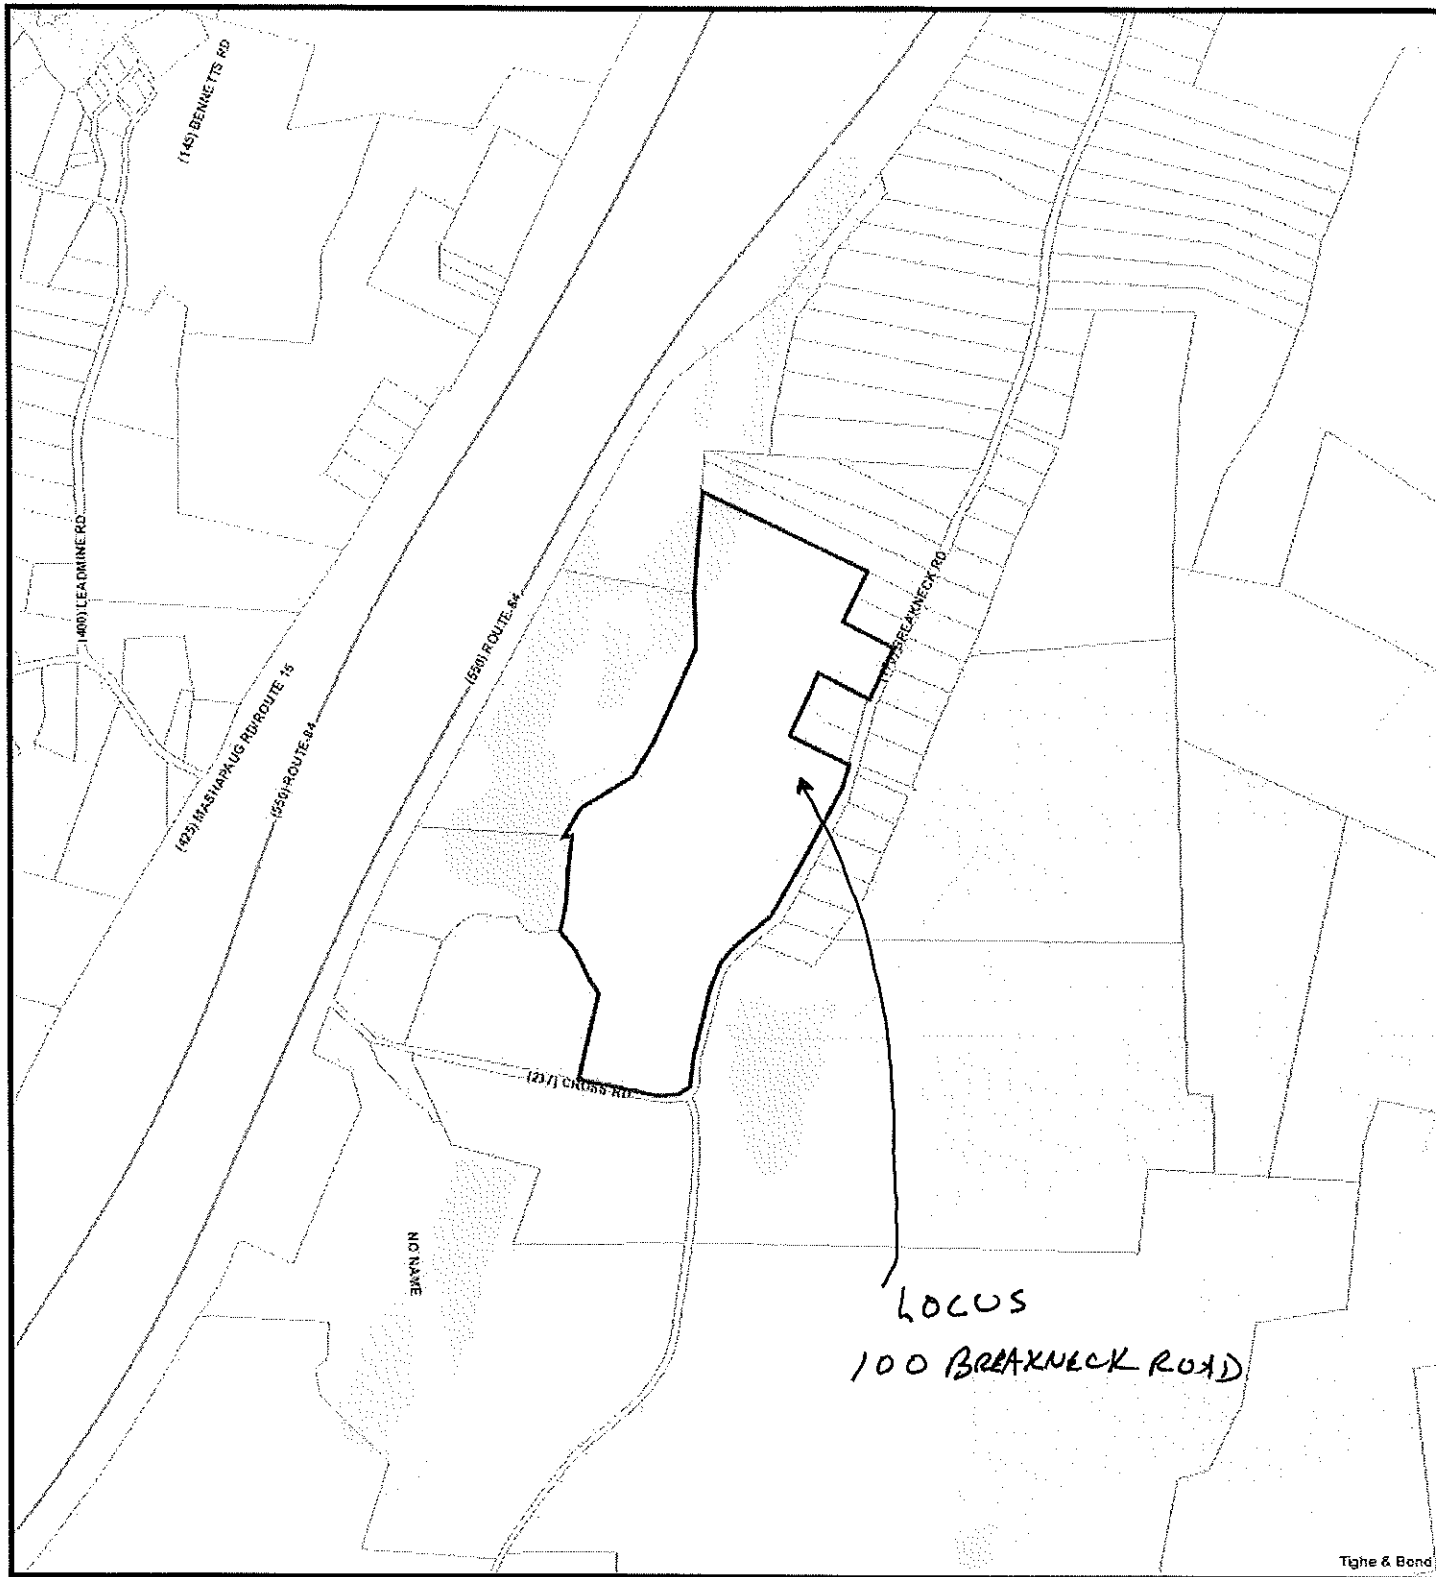 (145) BENNETTS RD
(400) LEADMINE RD
(550) ROUTE-84
BREAKNECK RD
(425) MASHAPAUG RD/ROUTE 15
(550) ROUTE-84
(217) CROSS RD
NO NAME
LOCUS
100 BREAKNECK ROAD
Tighe & Bond